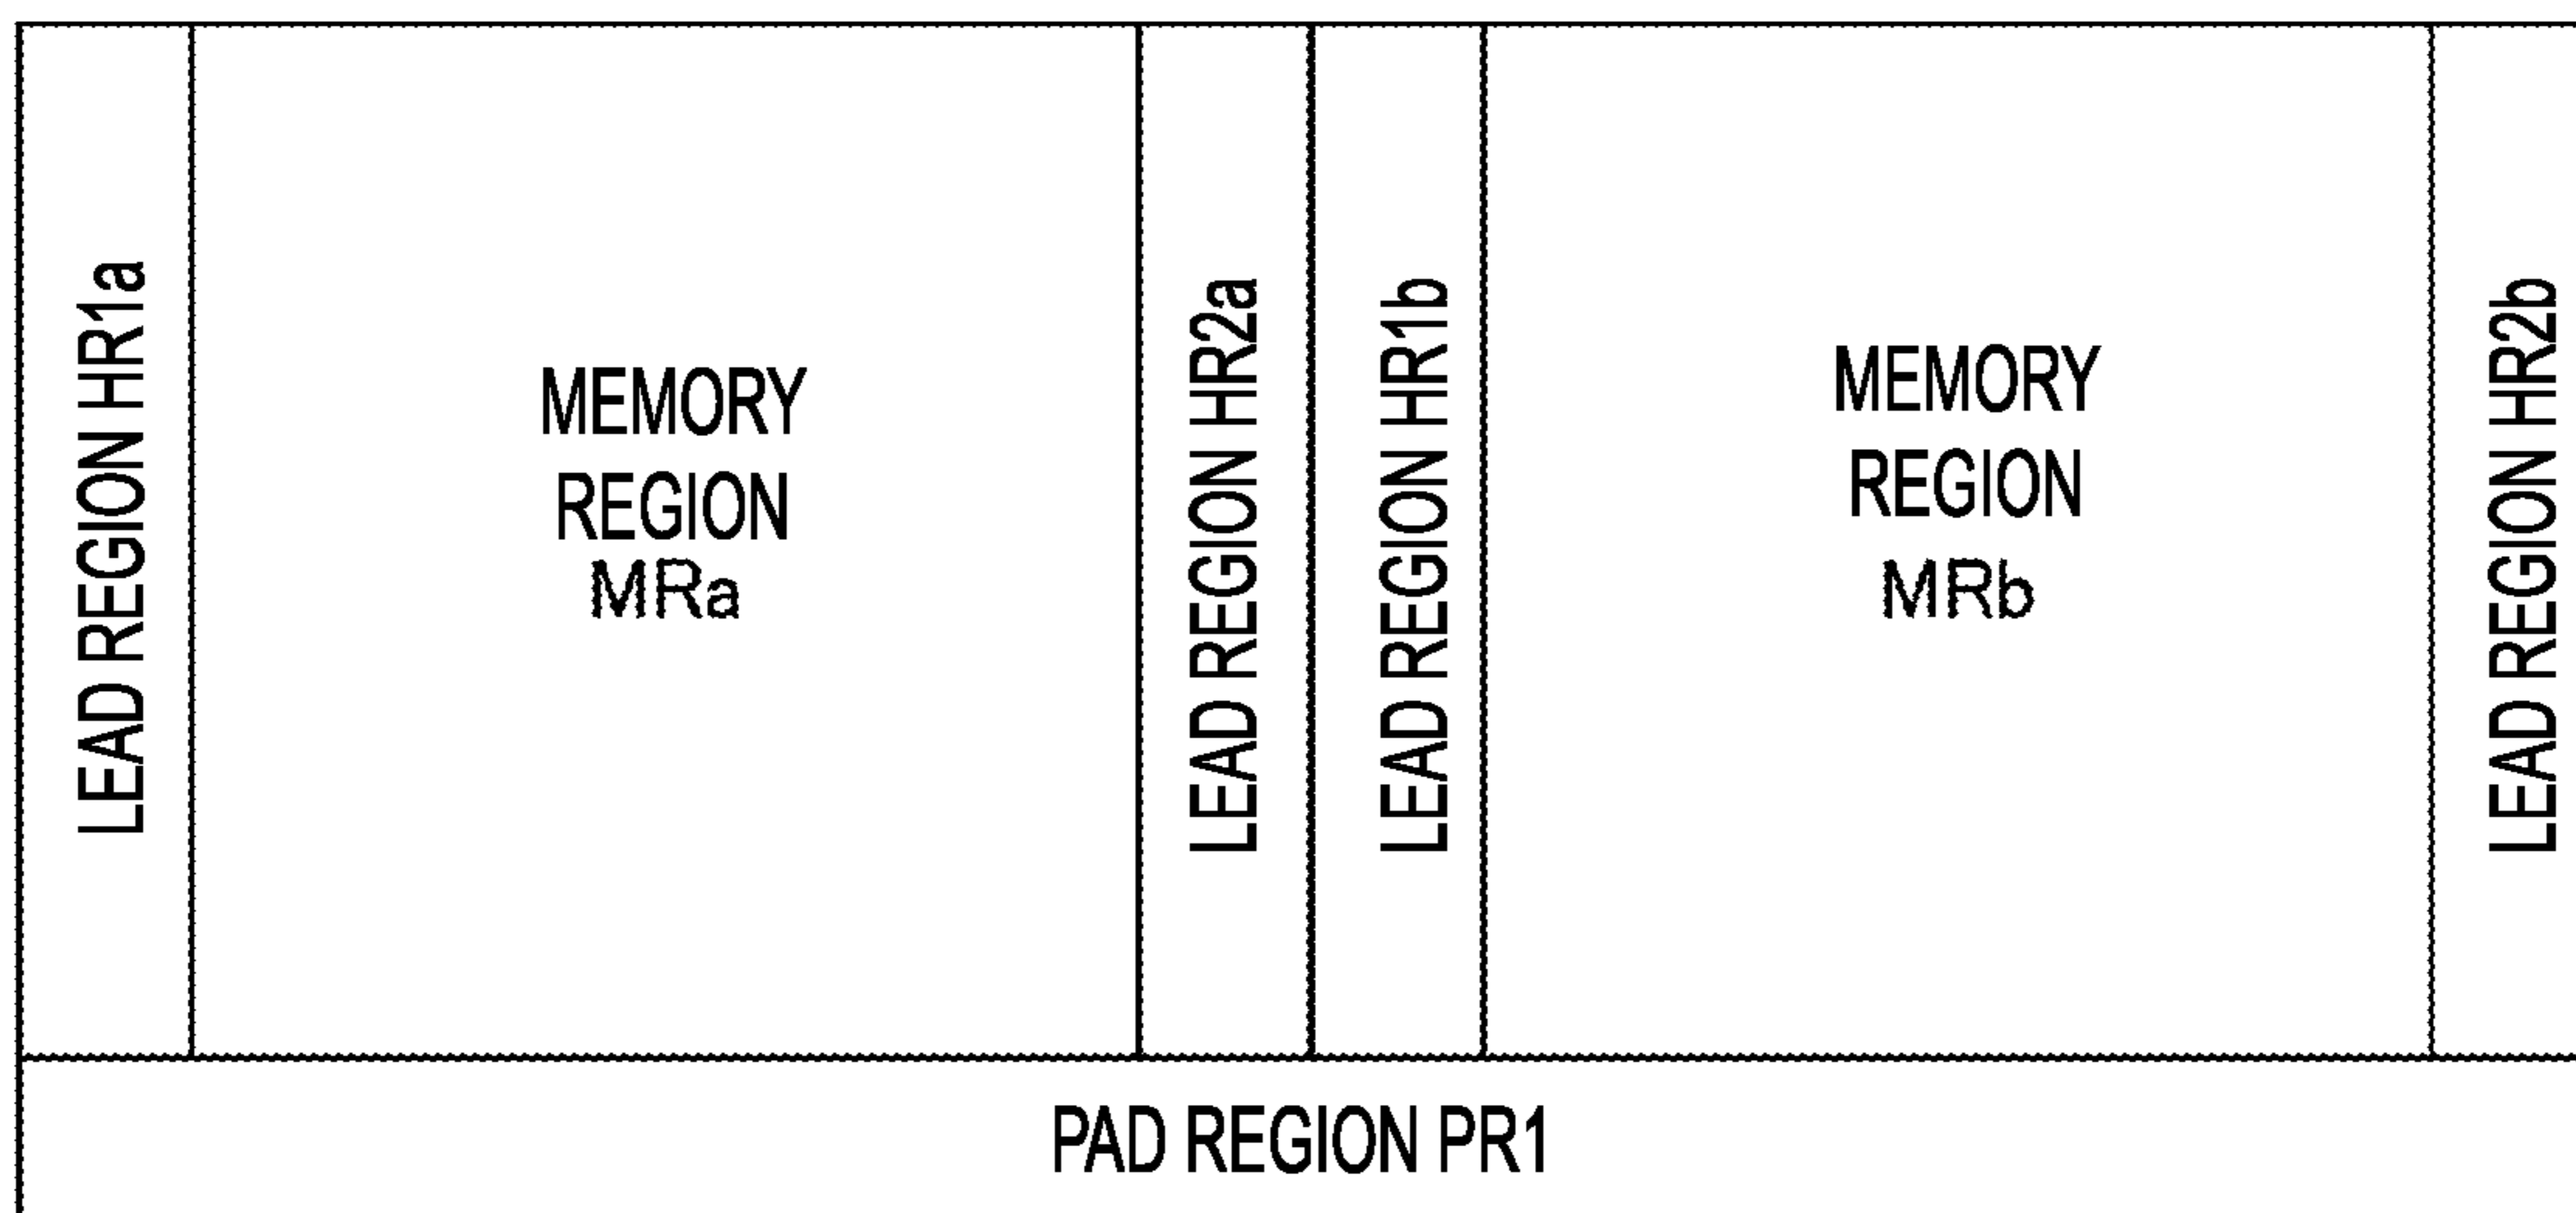 LEAD REGION HR1a
MEMORY
REGION
MRa
LEAD REGION HR2a
LEAD REGION HR1b
MEMORY
REGION
MRb
LEAD REGION HR2b
PAD REGION PR1